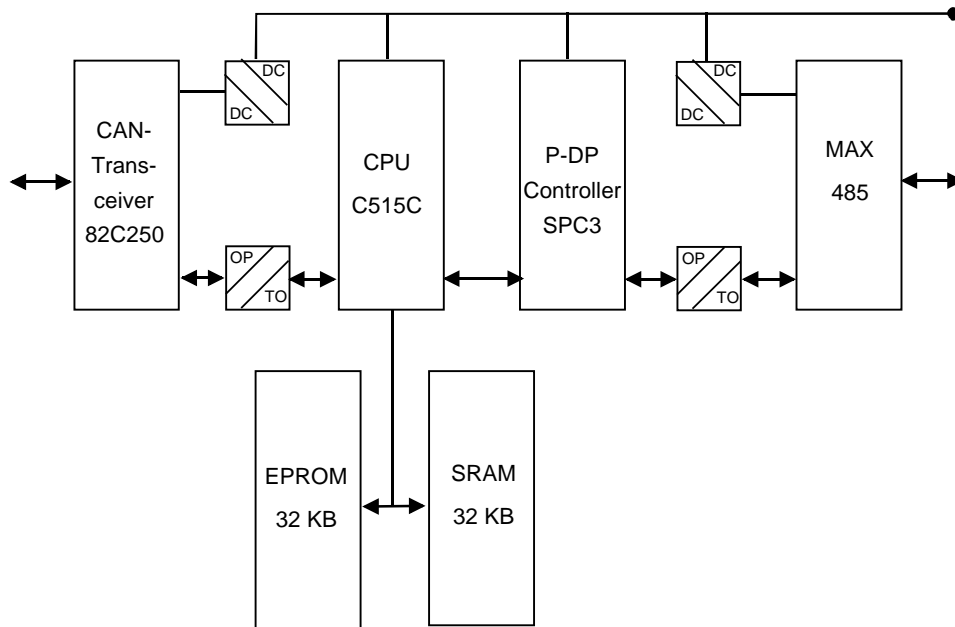 DC
DC
DC
DC
CAN-
Trans-
ceiver
82C250
CPU
C515C
P-DP
Controller
SPC3
MAX
485
OP
TO
OP
TO
EPROM
32 KB
SRAM
32 KB